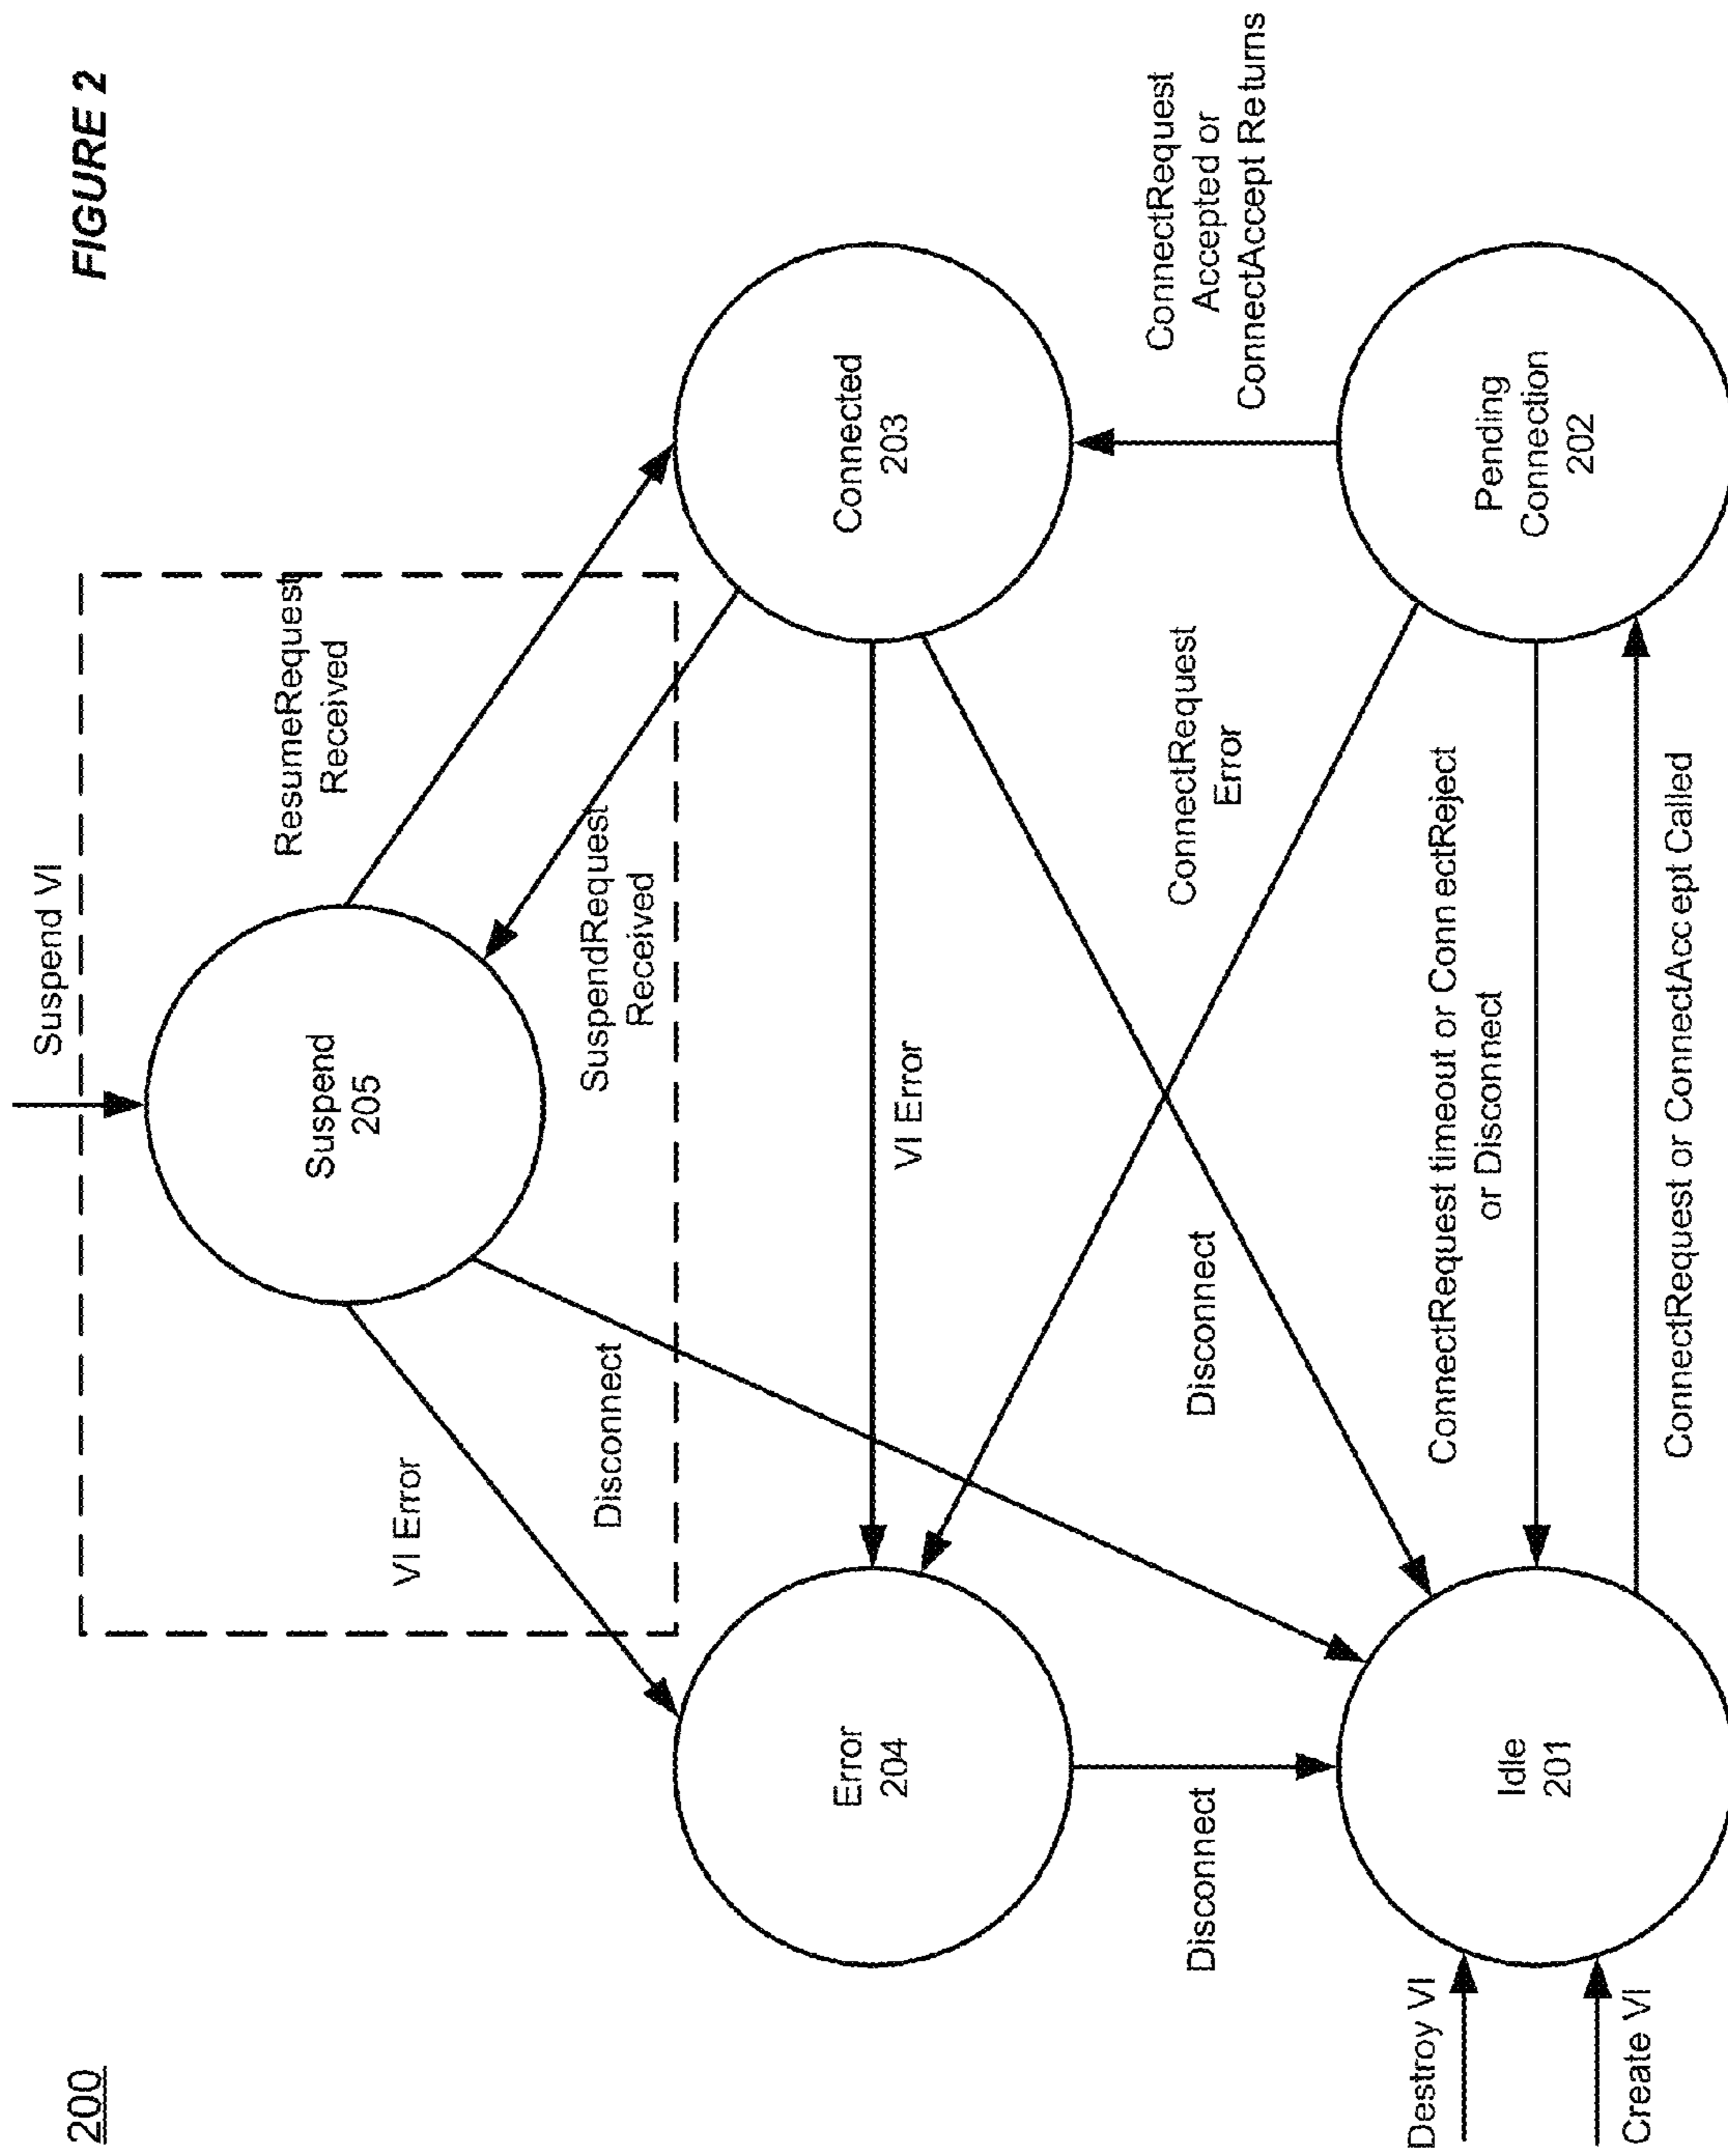 200
FIGURE 2
Suspend VI
Suspend
205
ResumeRequest
Received
VI Error
SuspendRequest
Received
Disconnect
Error
204
VI Error
Connected
203
Disconnect
Disconnect
ConnectRequest
Error
ConnectRequest
Accepted or
ConnectAccept Returns
Destroy VI
Create VI
Idle
201
ConnectRequest timeout or ConnectReject
or Disconnect
ConnectRequest or ConnectAccept Called
Pending
Connection
202